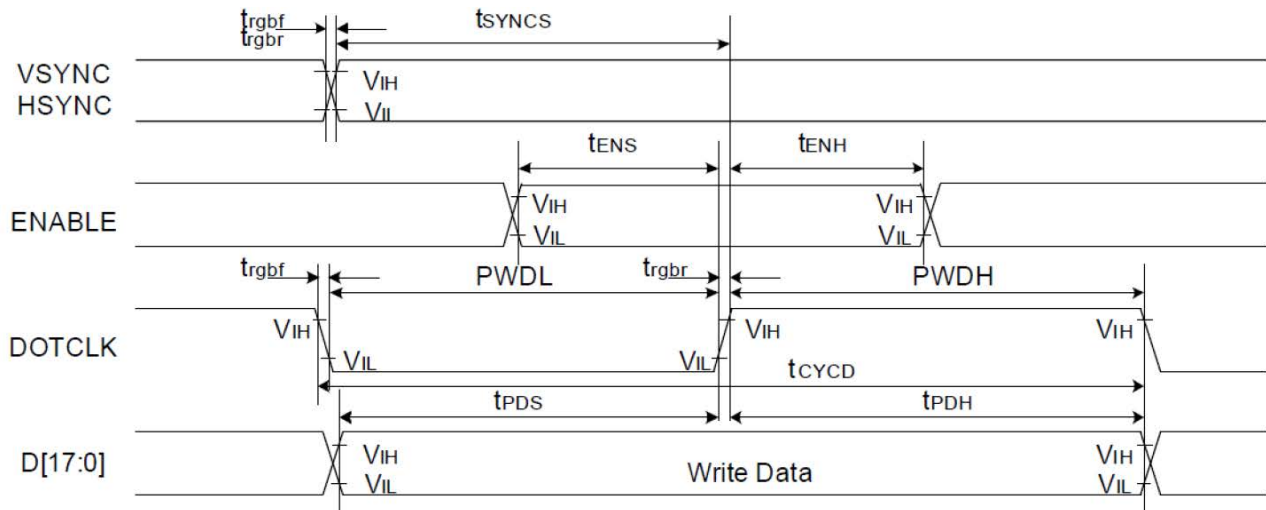 trgbf tSYNCS
trgbr
VSYNC VIH
HSYNC VIL
tENS tENH
ENABLE VIH VIH
VIL VIL
trgbf PWDL trgbr PWDH
VIH VIH VIH
DOTCLK
VIL VIL
tCYCD
tPDS tPDH
D[17:0] VIH Write Data VIH
VIL VIL